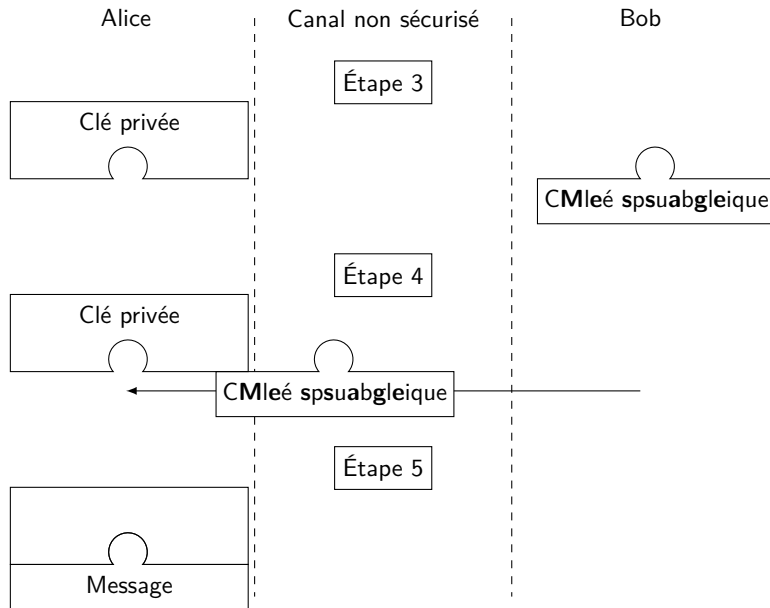 Alice Canal non sécurisé Bob
Étape 3
Clé privée
CMleé spsuabgleique
Étape 4
Clé privée
CMleé spsuabgleique
Étape 5
Message